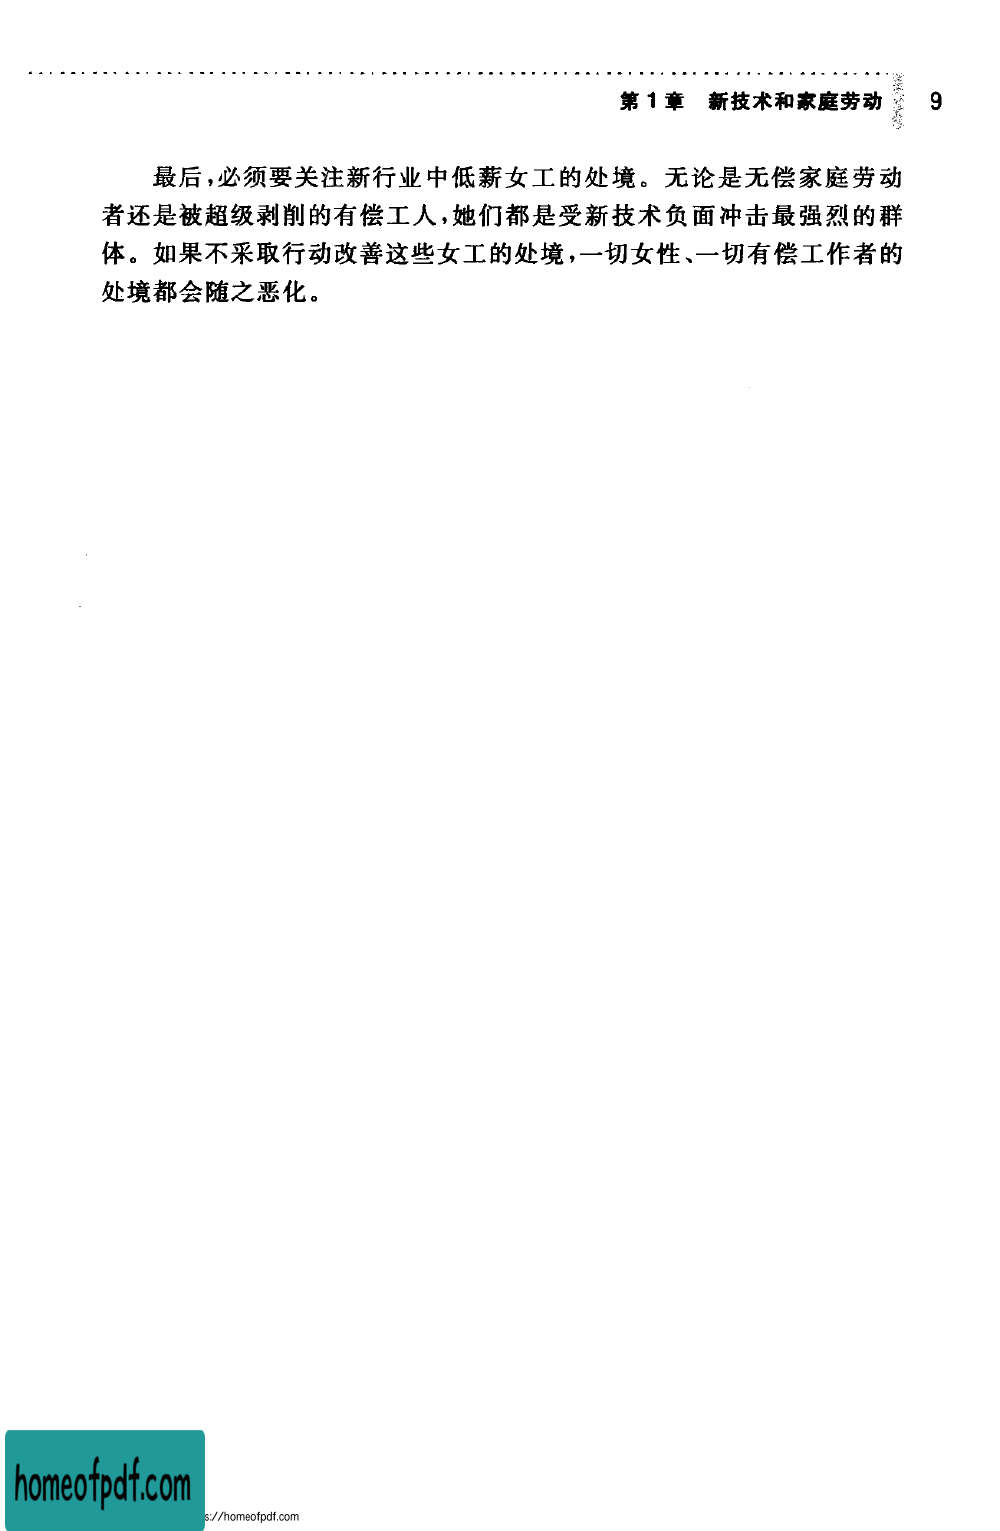 第1章 新技术和家庭劳动 9
最后,必须要关注新行业中低薪女工的处境。无论是无偿家庭劳动
者还是被超级剥削的有偿工人,她们都是受新技术负面冲击最强烈的群
体。如果不采取行动改善这些女工的处境,一切女性、一切有偿工作者的
处境都会随之恶化。
homeofpdf.com
s://homeofpdf.com